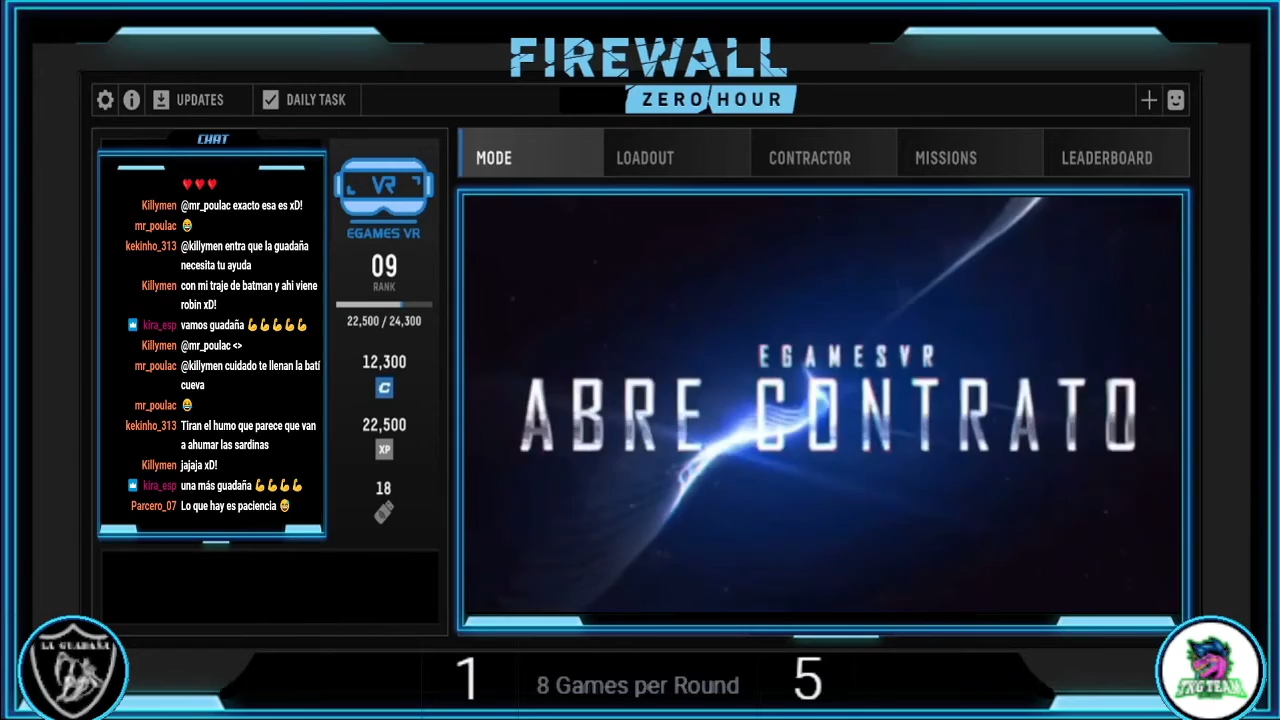 FIREWALL
ZERO HOUR
UPDATES
DAILY TASK
CHAT
♥♥♥
Killymen @mr_poulac exacto esa es xD!
mr_poulac 😂
kekinho_313 @killymen entra que la guadaña
necesita tu ayuda
Killymen con mi traje de batman y ahi viene
robin xD!
kira_esp vamos guadaña 💪💪💪💪💪
Killymen @mr_poulac <>
mr_poulac @killymen cuidado te llenan la bati
cueva
mr_poulac 😂
kekinho_313 Tiran el humo que parece que van
a ahumar las sardinas
Killymen jajaja xD!
kira_esp una más guadaña 💪💪💪💪
Parcero_07 Lo que hay es paciencia 😅
VR
EGAMES VR
09
RANK
22,500 / 24,300
12,300
C
22,500
XP
18
MODE
LOADOUT
CONTRACTOR
MISSIONS
LEADERBOARD
EGAMESVR
ABRE CONTRATO
LA GUADAÑA
1
8 Games per Round
5
TEAM